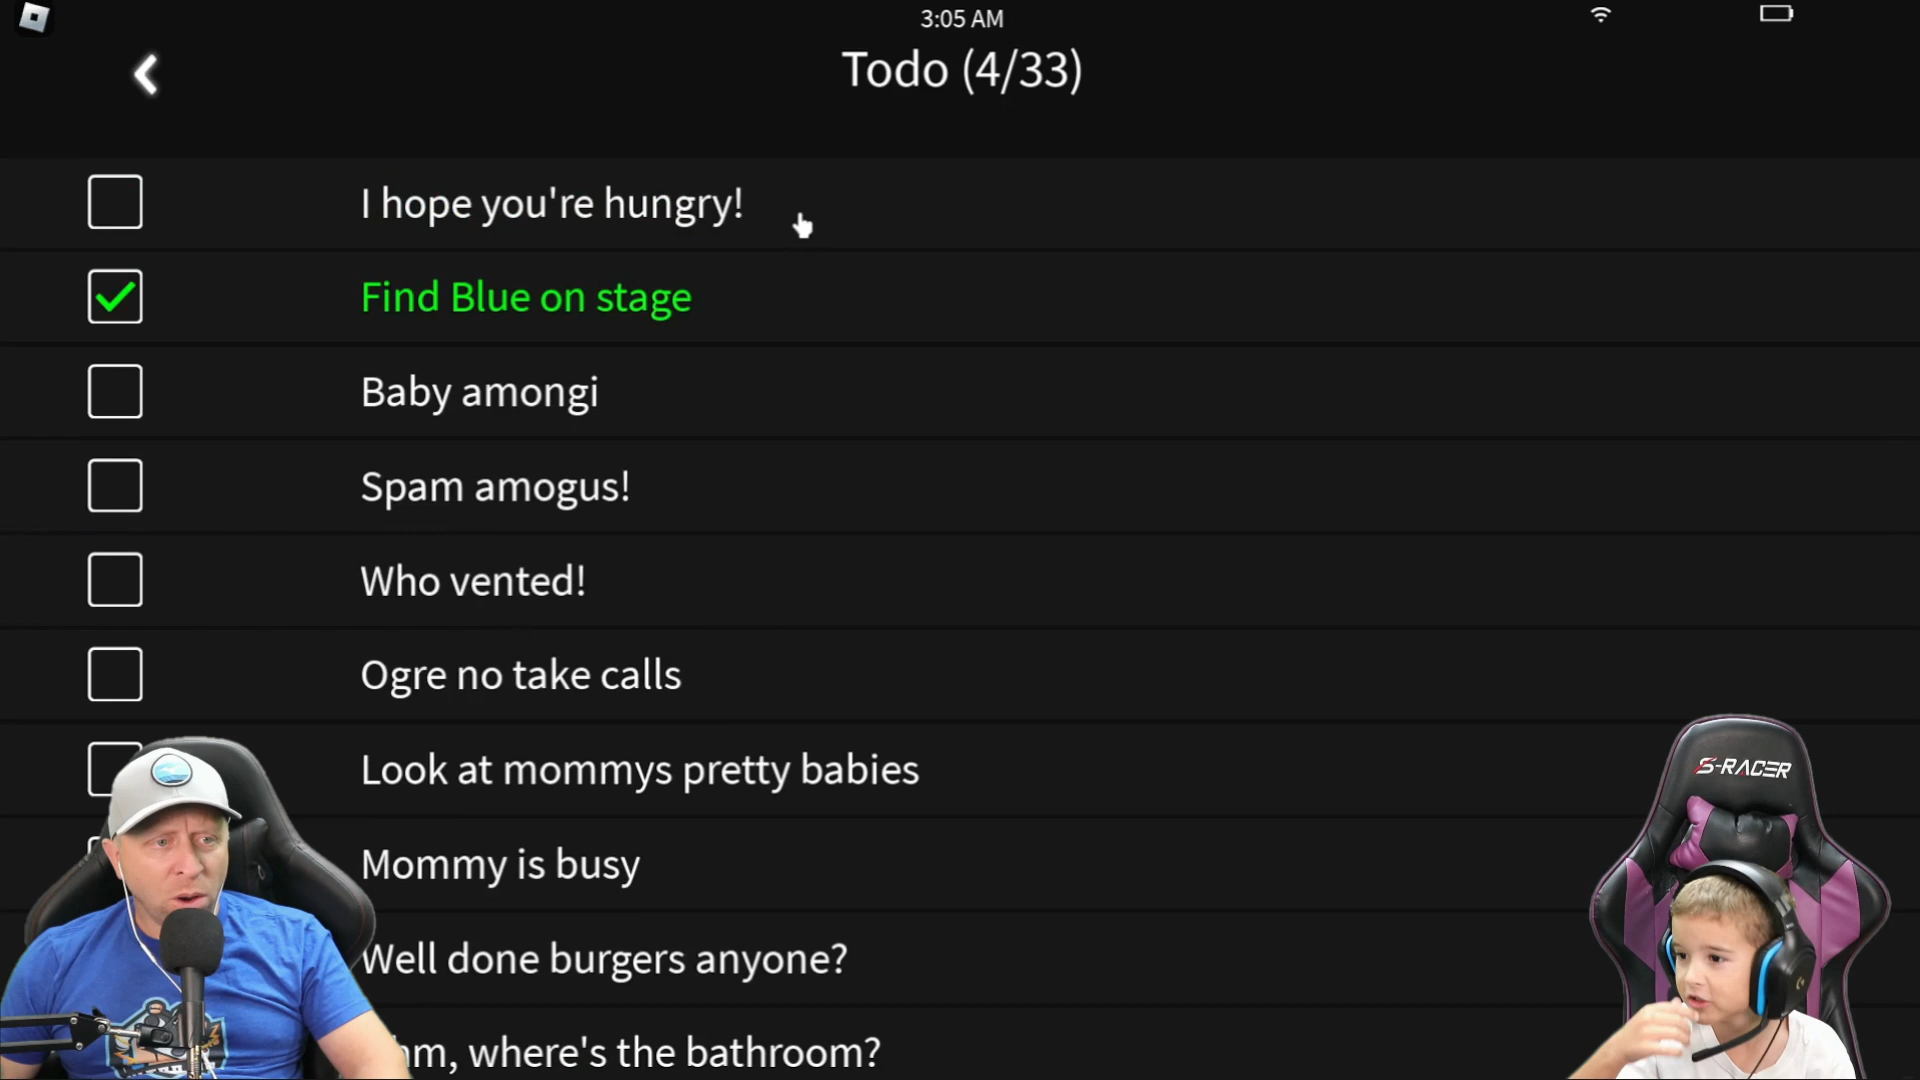 3:05 AM
Todo (4/33)
I hope you're hungry!
Find Blue on stage
Baby amongi
Spam amogus!
Who vented!
Ogre no take calls
Look at mommys pretty babies
Mommy is busy
Well done burgers anyone?
where's the bathroom?
S-RACER